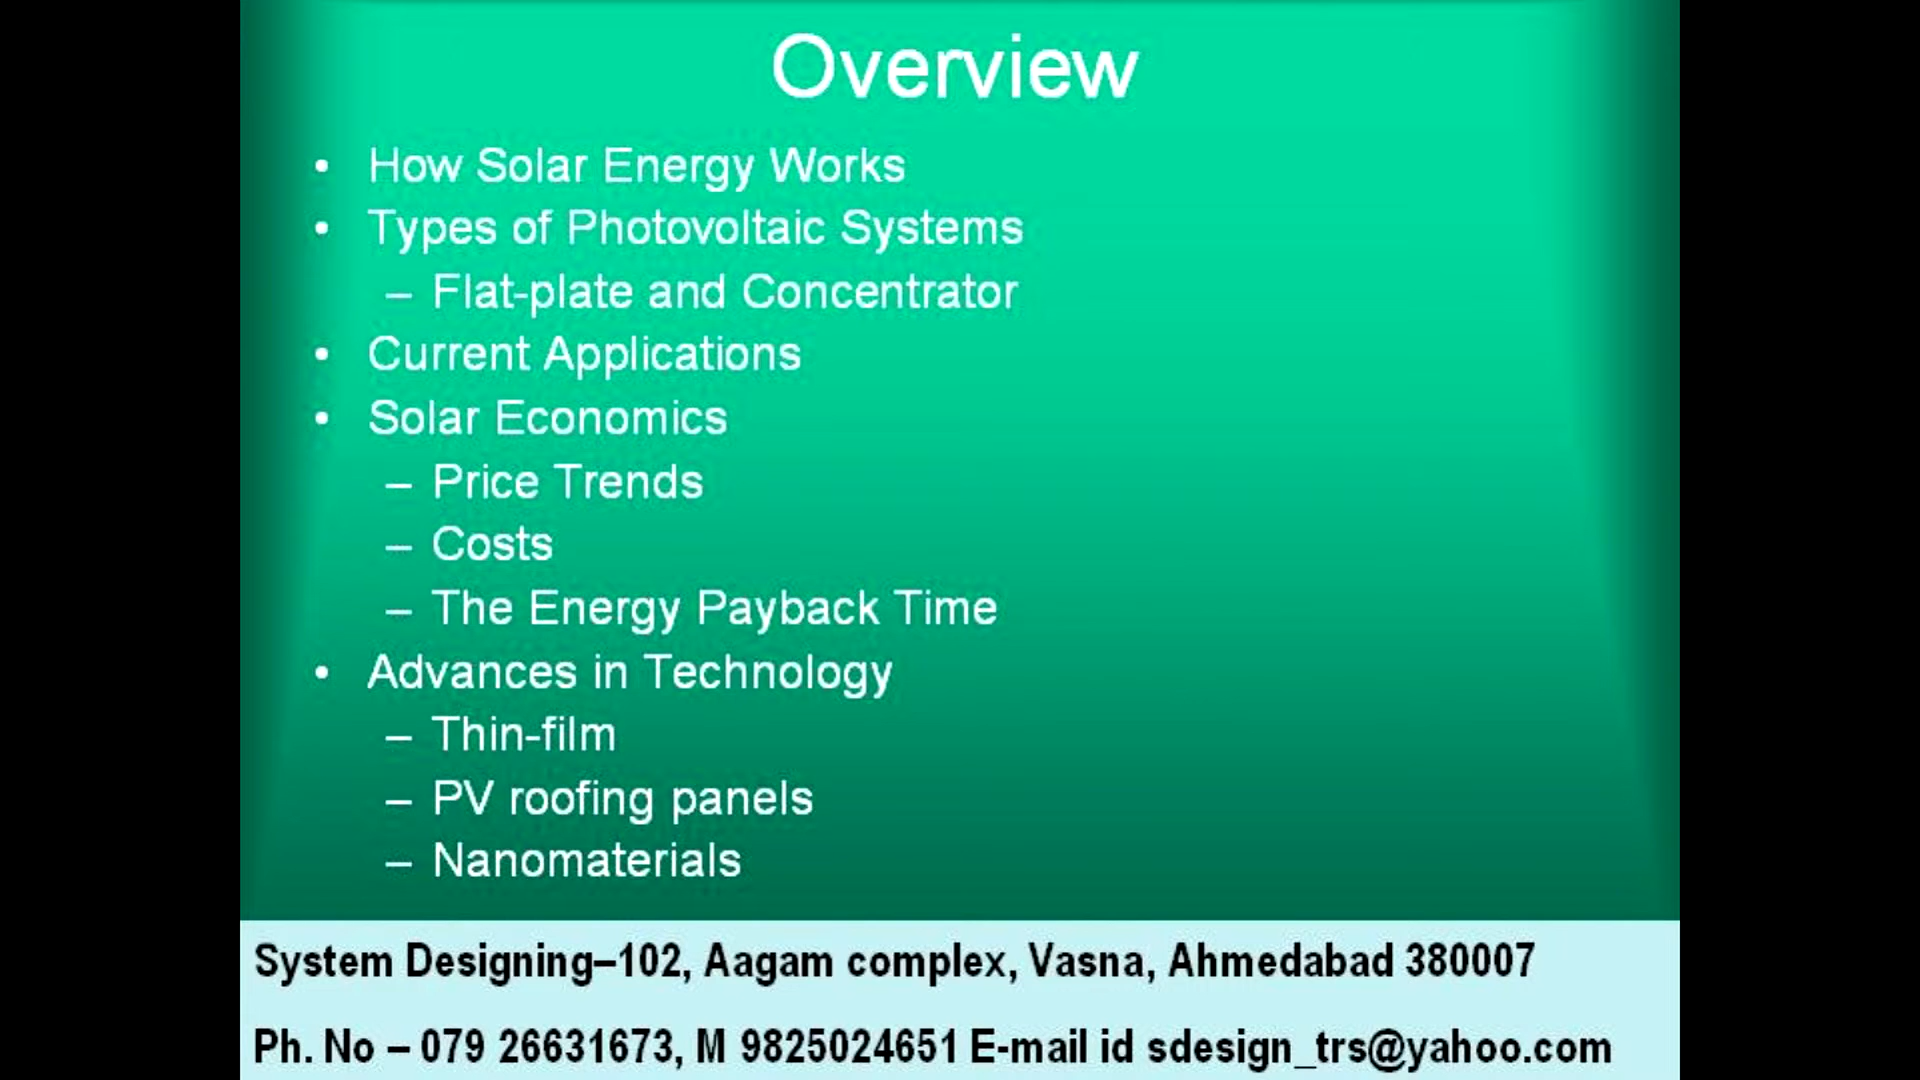 Overview
• How Solar Energy Works
• Types of Photovoltaic Systems
– Flat-plate and Concentrator
• Current Applications
• Solar Economics
– Price Trends
– Costs
– The Energy Payback Time
• Advances in Technology
– Thin-film
– PV roofing panels
– Nanomaterials
System Designing–102, Aagam complex, Vasna, Ahmedabad 380007
Ph. No – 079 26631673, M 9825024651 E-mail id sdesign_trs@yahoo.com